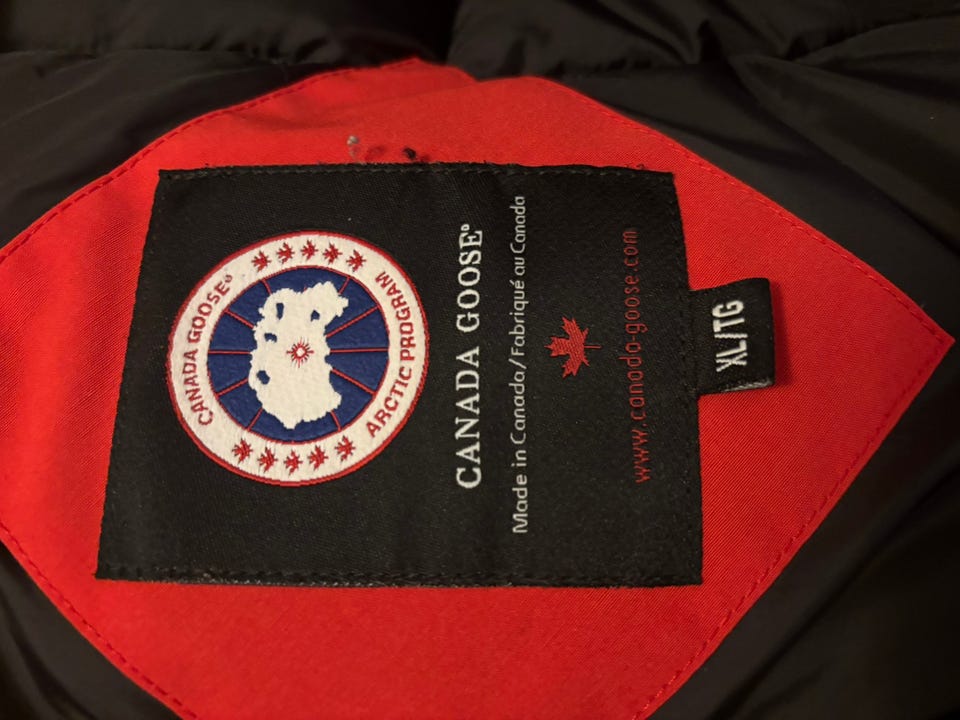 CANADA GOOSE®
ARCTIC PROGRAM
CANADA GOOSE®
Made in Canada/Fabriqué au Canada
www.canada-goose.com
XL/TG